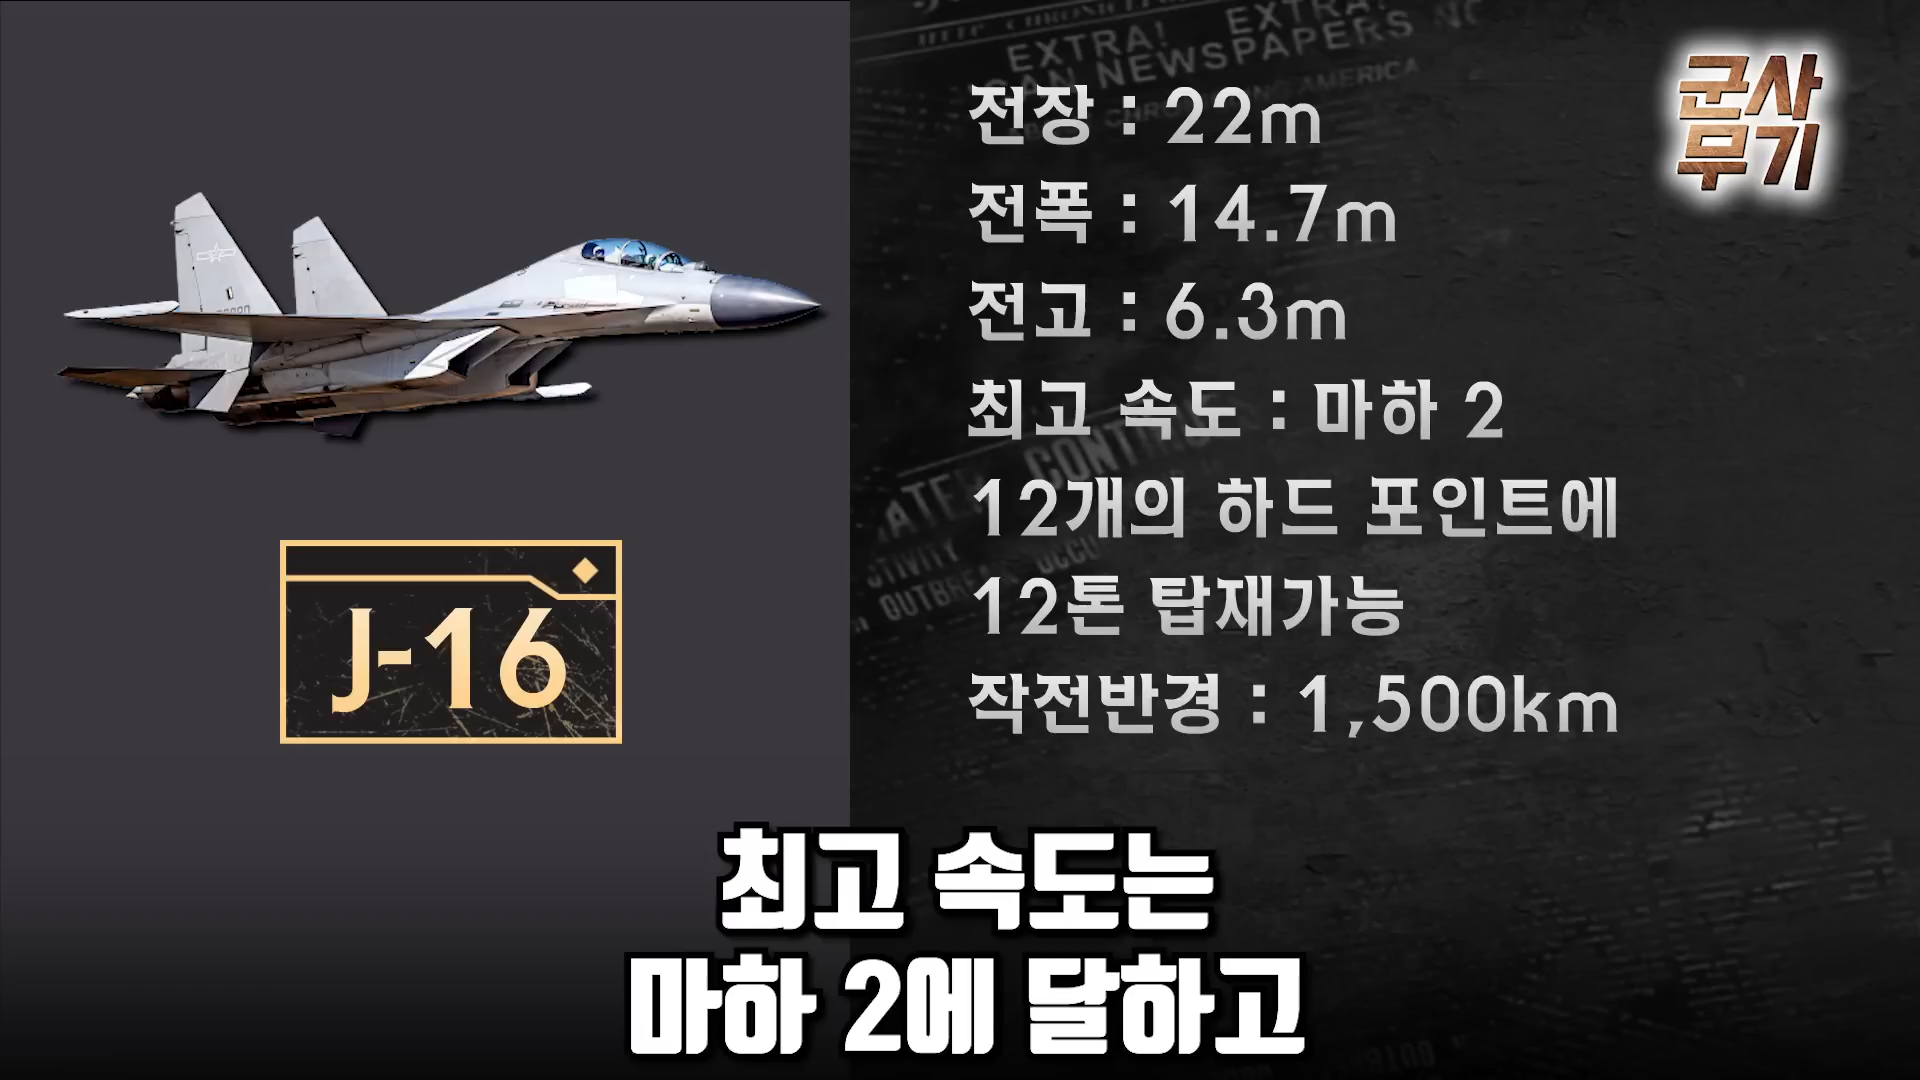 EXTRA! EXTRA!
CAN NEWSPAPERS
AMERICA
군사
무기
전장 : 22m
전폭 : 14.7m
전고 : 6.3m
최고 속도 : 마하 2
12개의 하드 포인트에
12톤 탑재가능
작전반경 : 1,500km
J-16
최고 속도는
마하 2에 달하고